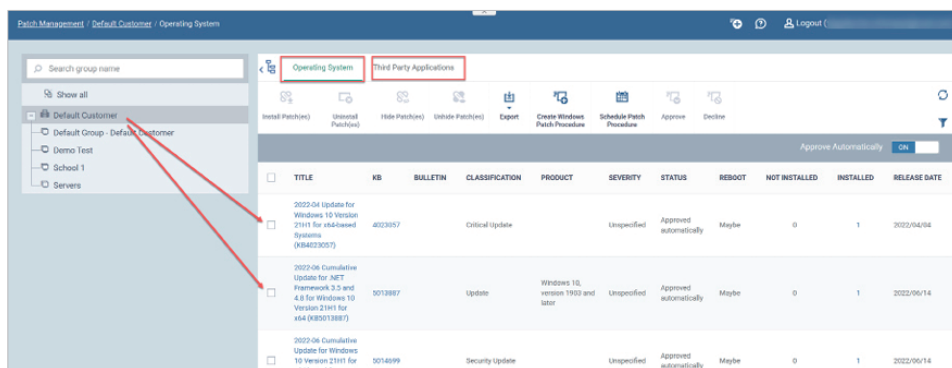 Patch Management / Default Customer / Operating System
Logout (
Search group name
Show all
Default Customer
Default Group - Default Customer
Demo Test
School 1
Servers
Operating System
Third Party Applications
Install Patch(es)
Uninstall
Patch(es)
Hide Patch(es)
Unhide Patch(es)
Export
Create Windows
Patch Procedure
Schedule Patch
Procedure
Approve
Decline
Approve Automatically ON
TITLE KB BULLETIN CLASSIFICATION PRODUCT SEVERITY STATUS REBOOT NOT INSTALLED INSTALLED RELEASE DATE
2022-04 Update for
Windows 10 Version
21H1 for x64-based
Systems
(KB4023057)
4023057
Critical Update
Unspecified
Approved
automatically
Maybe
0
1
2022/04/04
2022-06 Cumulative
Update for .NET
Framework 3.5 and
4.8 for Windows 10
Version 21H1 for
x64 (KB5013887)
5013887
Update
Windows 10,
version 1903 and
later
Unspecified
Approved
automatically
Maybe
0
1
2022/06/14
2022-06 Cumulative
Update for Windows
10 Version 21H1 for
5014699
Security Update
Unspecified
Approved
automatically
Maybe
0
1
2022/06/14